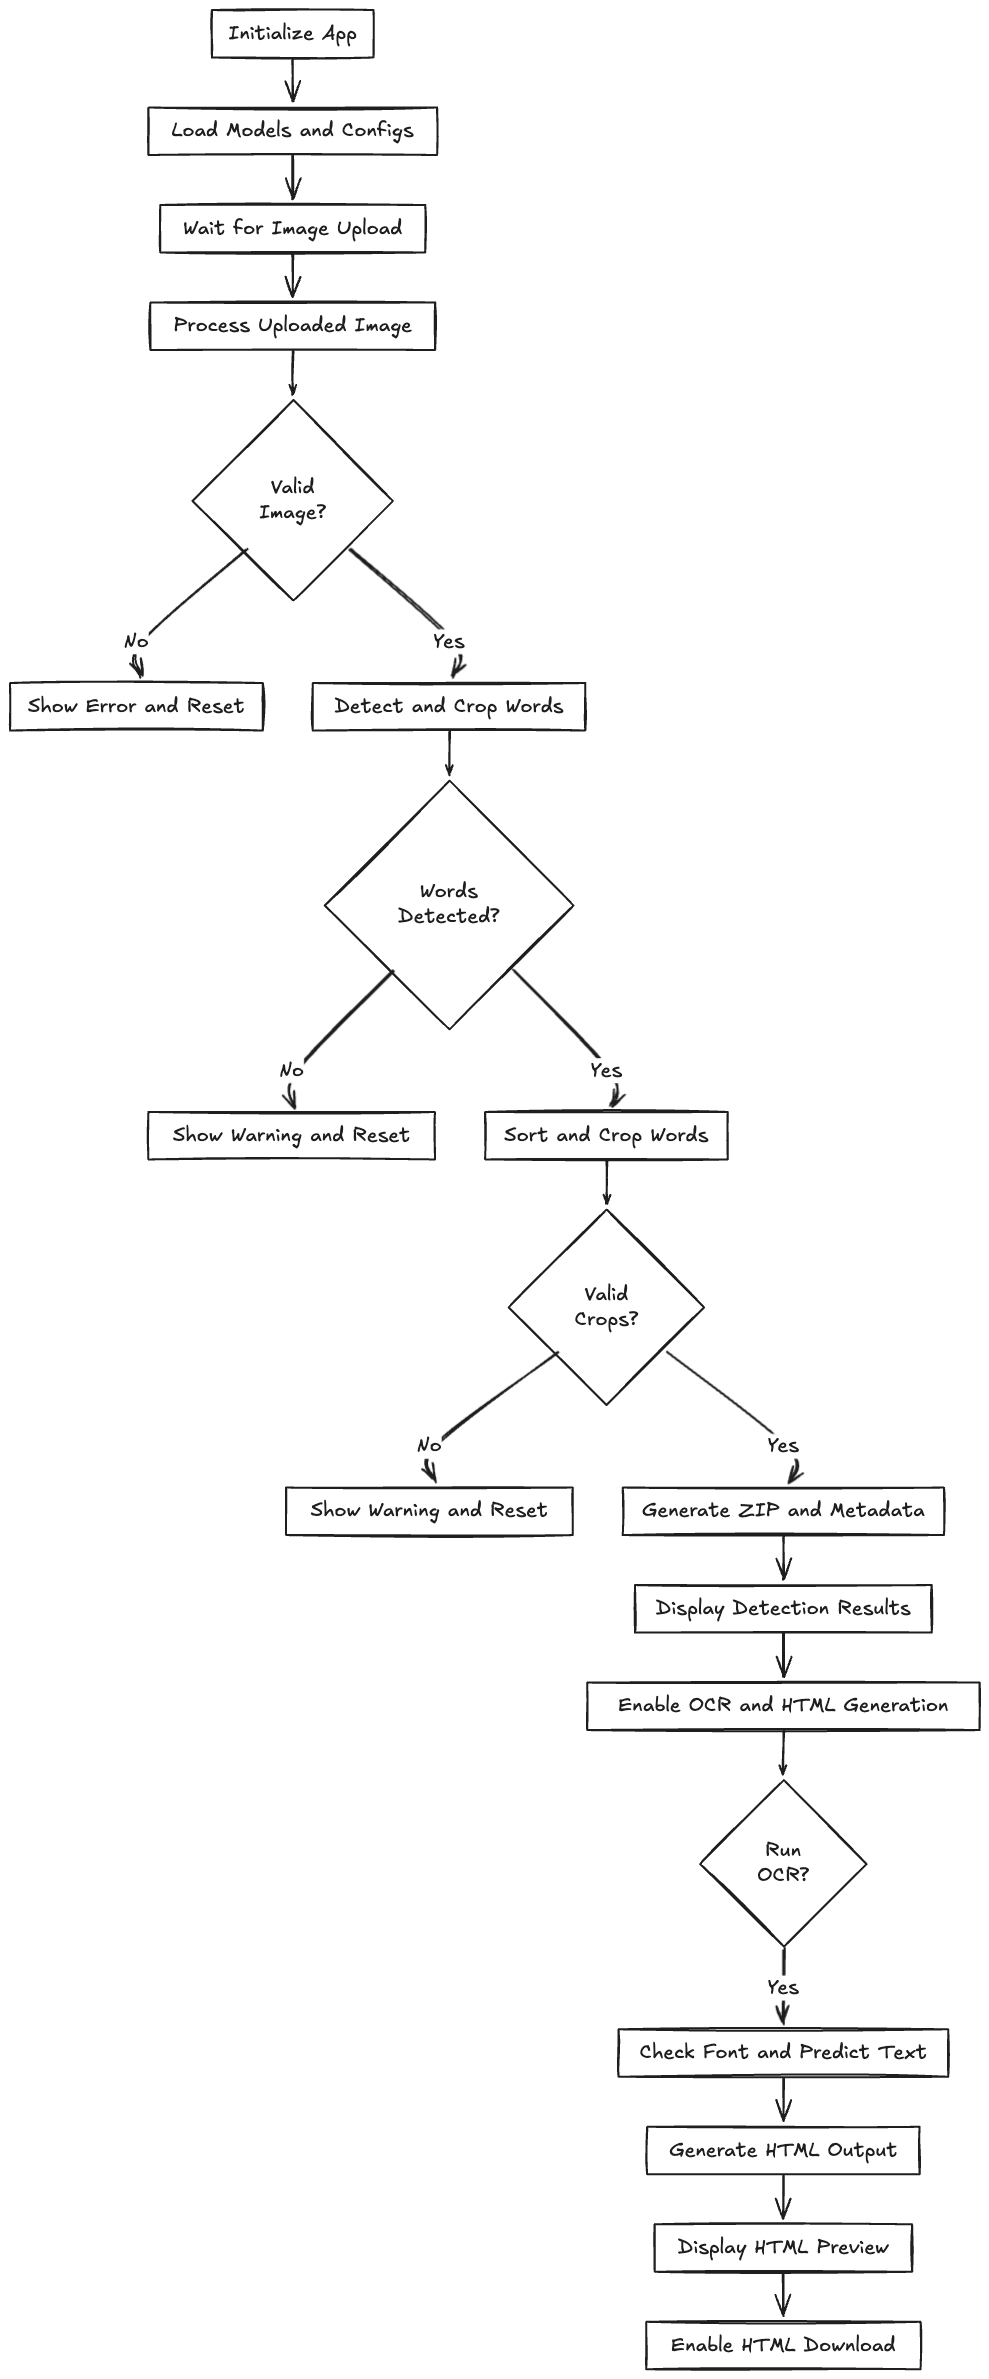 Initialize App
Load Models and Configs
Wait for Image Upload
Process Uploaded Image
Valid
Image?
No
Yes
Show Error and Reset
Detect and Crop Words
Words
Detected?
No
Yes
Show Warning and Reset
Sort and Crop Words
Valid
Crops?
No
Yes
Show Warning and Reset
Generate ZIP and Metadata
Display Detection Results
Enable OCR and HTML Generation
Run
OCR?
Yes
Check Font and Predict Text
Generate HTML Output
Display HTML Preview
Enable HTML Download